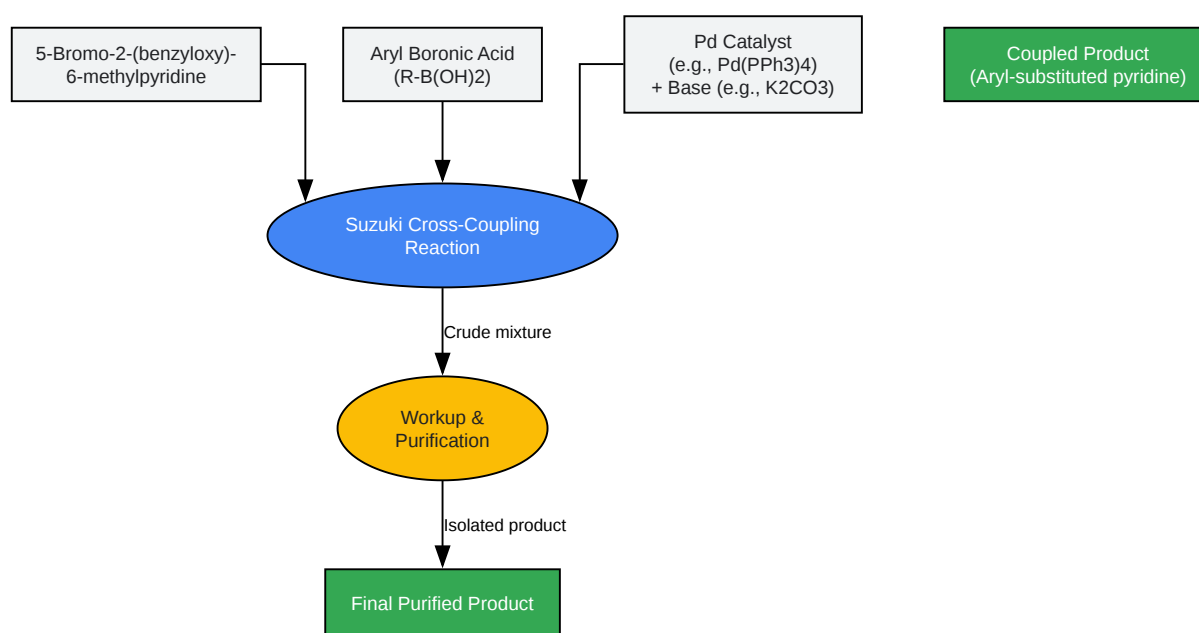 5-Bromo-2-(benzyloxy)-
6-methylpyridine
Aryl Boronic Acid
(R-B(OH)2)
Pd Catalyst
(e.g., Pd(PPh3)4)
+ Base (e.g., K2CO3)
Coupled Product
(Aryl-substituted pyridine)
Suzuki Cross-Coupling
Reaction
Crude mixture
Workup &
Purification
Isolated product
Final Purified Product